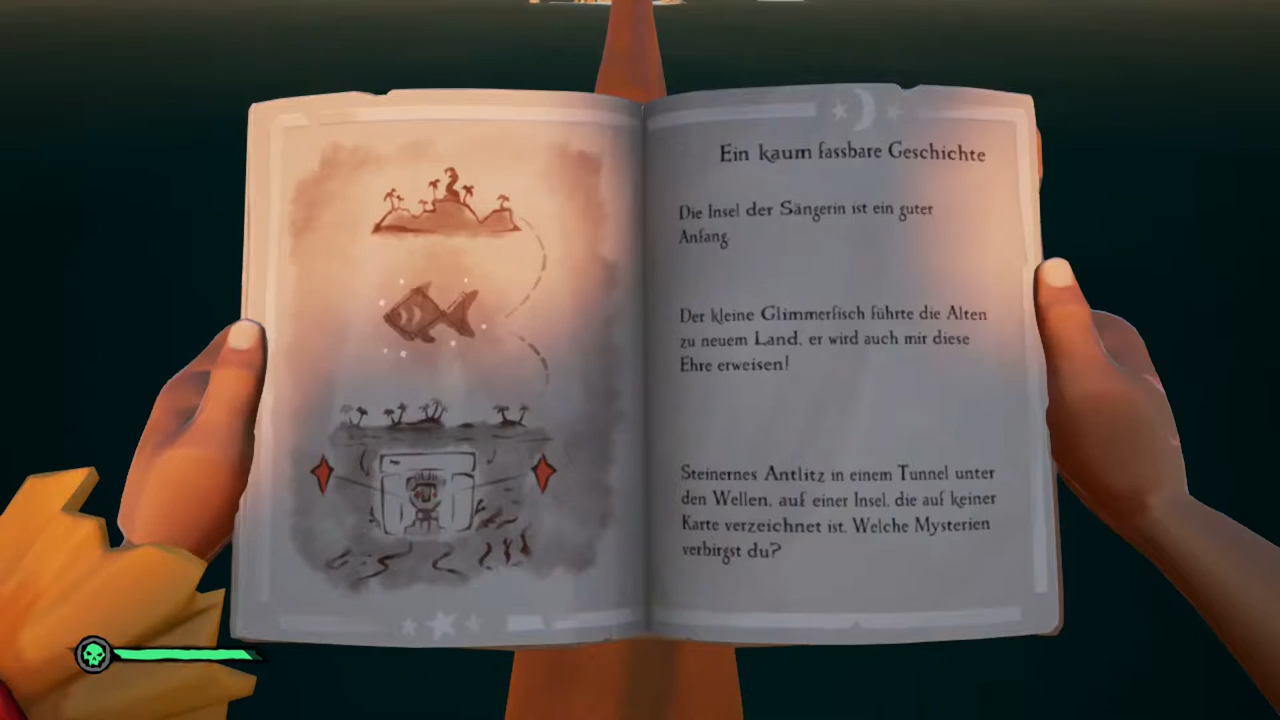 Ein kaum fassbare Geschichte
Die Insel der Sängerin ist ein guter
Anfang.
Der kleine Glimmerfisch führte die Alten
zu neuem Land, er wird auch mir diese
Ehre erweisen!
Steinernes Antlitz in einem Tunnel unter
den Wellen, auf einer Insel, die auf keiner
Karte verzeichnet ist. Welche Mysterien
verbirgst du?